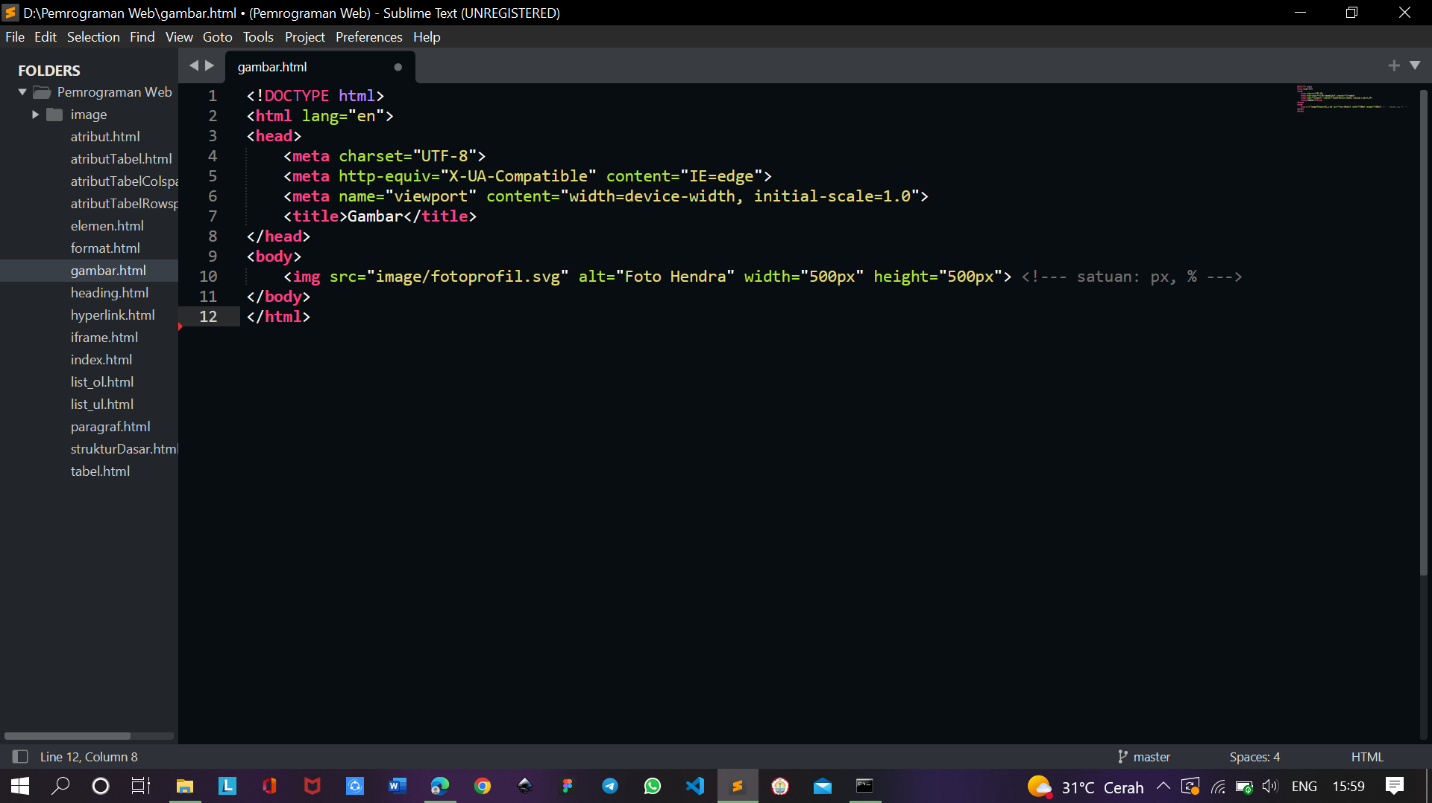 D:\Pemrograman Web\gambar.html • (Pemrograman Web) - Sublime Text (UNREGISTERED)
File Edit Selection Find View Goto Tools Project Preferences Help
FOLDERS
Pemrograman Web
image
atribut.html
atributTabel.html
atributTabelColspa
atributTabelRowsp
elemen.html
format.html
gambar.html
heading.html
hyperlink.html
iframe.html
index.html
list_ol.html
list_ul.html
paragraf.html
strukturDasar.html
tabel.html
gambar.html
1 <!DOCTYPE html>
2 <html lang="en">
3 <head>
4     <meta charset="UTF-8">
5     <meta http-equiv="X-UA-Compatible" content="IE=edge">
6     <meta name="viewport" content="width=device-width, initial-scale=1.0">
7     <title>Gambar</title>
8 </head>
9 <body>
10     <img src="image/fotoprofil.svg" alt="Foto Hendra" width="500px" height="500px"> <!--- satuan: px, % --->
11 </body>
12 </html>
Line 12, Column 8
master
Spaces: 4
HTML
31°C Cerah
ENG
15:59